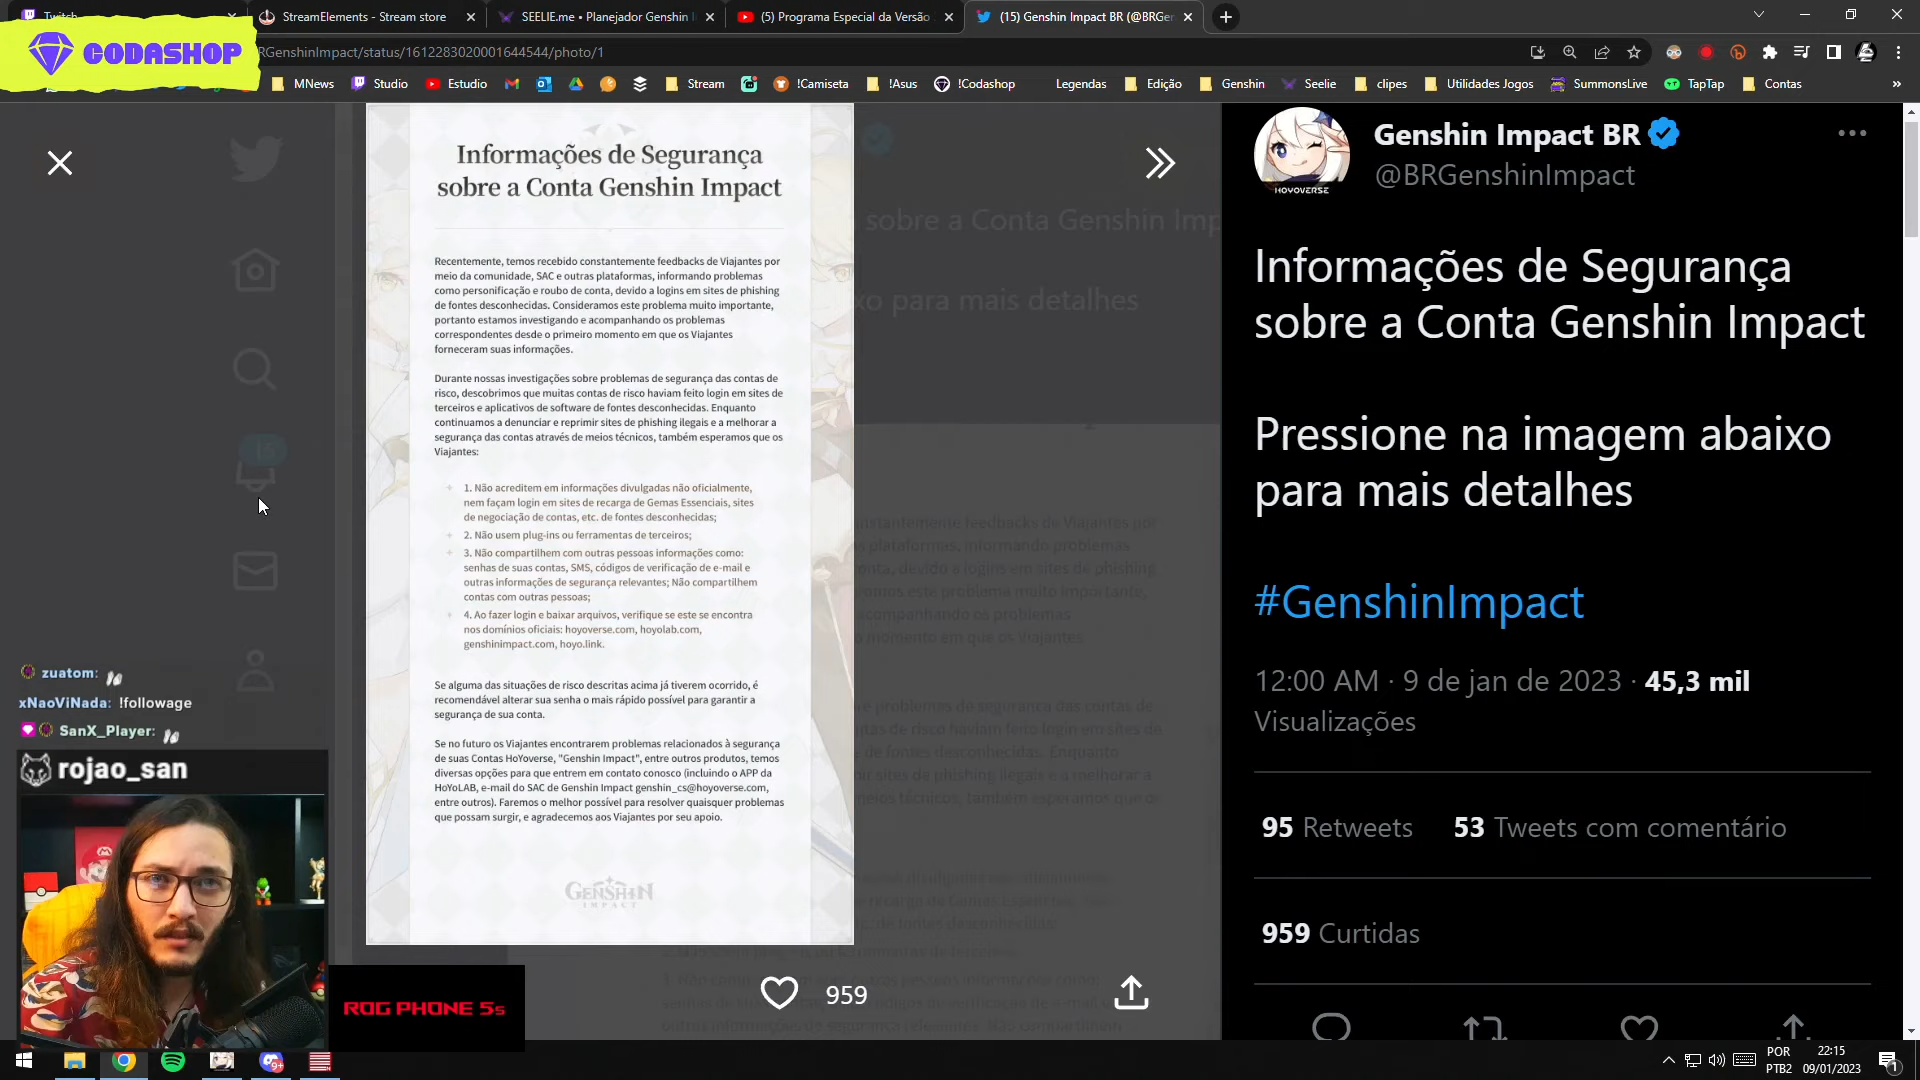 Twitch
StreamElements - Stream store
SEELIE.me • Planejador Genshin
(5) Programa Especial da Versão
(15) Genshin Impact BR (@BRGen
CODASHOP
RGenshinImpact/status/1612283020001644544/photo/1
MNews
Studio
Estudio
Stream
!Camiseta
!Asus
!Codashop
Legendas
Edição
Genshin
Seelie
clipes
Utilidades Jogos
SummonsLive
TapTap
Contas
Informações de Segurança
sobre a Conta Genshin Impact
Recentemente, temos recebido constantemente feedbacks de Viajantes por
meio da comunidade, SAC e outras plataformas, informando problemas
como personificação e roubo de conta, devido a logins em sites de phishing
de fontes desconhecidas. Consideramos este problema muito importante,
portanto estamos investigando e acompanhando os problemas
correspondentes desde o primeiro momento em que os Viajantes
forneceram suas informações.
Durante nossas investigações sobre problemas de segurança das contas de
risco, descobrimos que muitas contas de risco haviam feito login em sites de
terceiros e aplicativos de software de fontes desconhecidas. Enquanto
continuamos a denunciar e reprimir sites de phishing ilegais e a melhorar a
segurança das contas através de meios técnicos, também esperamos que os
Viajantes:
1. Não acreditem em informações divulgadas não oficialmente,
nem façam login em sites de recarga de Gemas Essenciais, sites
de negociação de contas, etc. de fontes desconhecidas;
2. Não usem plug-ins ou ferramentas de terceiros;
3. Não compartilhem com outras pessoas informações como:
senhas de suas contas, SMS, códigos de verificação de e-mail e
outras informações de segurança relevantes; Não compartilhem
contas com outras pessoas;
4. Ao fazer login e baixar arquivos, verifique se este se encontra
nos domínios oficiais: hoyoverse.com, hoyolab.com,
genshinimpact.com, hoyo.link.
Se alguma das situações de risco descritas acima já tiverem ocorrido, é
recomendável alterar sua senha o mais rápido possível para garantir a
segurança de sua conta.
Se no futuro os Viajantes encontrarem problemas relacionados à segurança
de suas Contas HoYoverse, "Genshin Impact", entre outros produtos, temos
diversas opções para que entrem em contato conosco (incluindo o APP da
HoYoLAB, e-mail do SAC de Genshin Impact genshin_cs@hoyoverse.com,
entre outros). Faremos o melhor possível para resolver quaisquer problemas
que possam surgir, e agradecemos aos Viajantes por seu apoio.
GENSHIN
IMPACT
sobre a Conta Genshin Imp
xo para mais detalhes
15
959
Genshin Impact BR
@BRGenshinImpact
HOYOVERSE
Informações de Segurança
sobre a Conta Genshin Impact
Pressione na imagem abaixo
para mais detalhes
#GenshinImpact
12:00 AM · 9 de jan de 2023 · 45,3 mil
Visualizações
95 Retweets 53 Tweets com comentário
959 Curtidas
zuatom:
xNaoViNada: !followage
SanX_Player:
rojao_san
ROG PHONE 5s
9+
POR
PTB2
22:15
09/01/2023
1